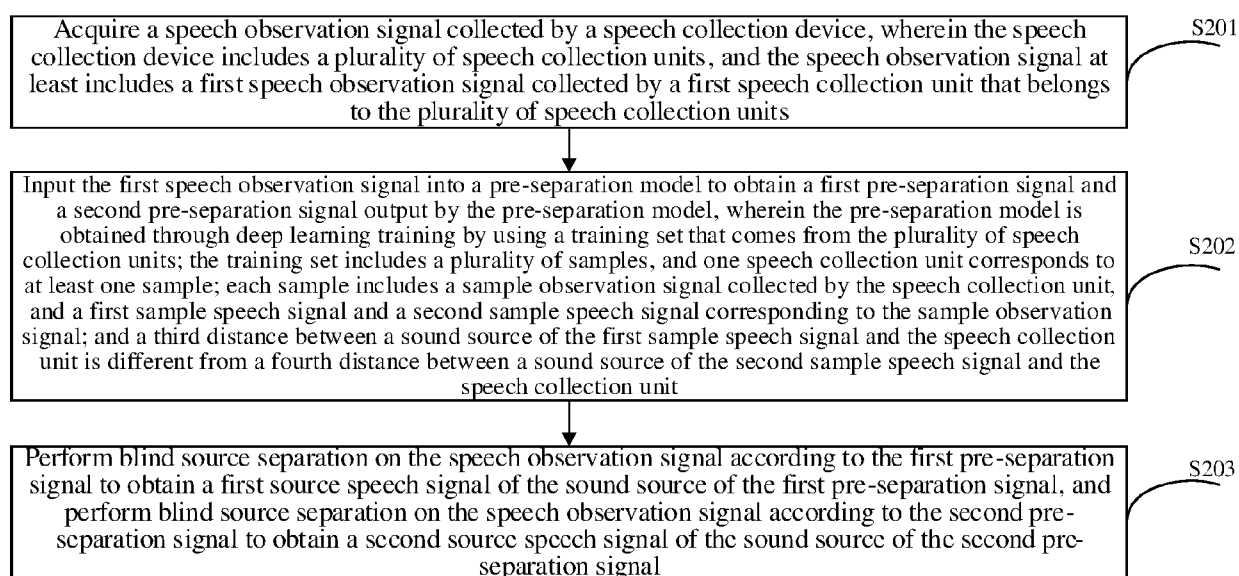 Acquire a speech observation signal collected by a speech collection device, wherein the speech
collection device includes a plurality of speech collection units, and the speech observation signal at
least includes a first speech observation signal collected by a first speech collection unit that belongs
to the plurality of speech collection units
S201
Input the first speech observation signal into a pre-separation model to obtain a first pre-separation signal and
a second pre-separation signal output by the pre-separation model, wherein the pre-separation model is
obtained through deep learning training by using a training set that comes from the plurality of speech
collection units; the training set includes a plurality of samples, and one speech collection unit corresponds to
at least one sample; each sample includes a sample observation signal collected by the speech collection unit,
and a first sample speech signal and a second sample speech signal corresponding to the sample observation
signal; and a third distance between a sound source of the first sample speech signal and the speech collection
unit is different from a fourth distance between a sound source of the second sample speech signal and the
speech collection unit
S202
Perform blind source separation on the speech observation signal according to the first pre-separation
signal to obtain a first source speech signal of the sound source of the first pre-separation signal, and
perform blind source separation on the speech observation signal according to the second pre-
separation signal to obtain a second source speech signal of the sound source of the second pre-
separation signal
S203